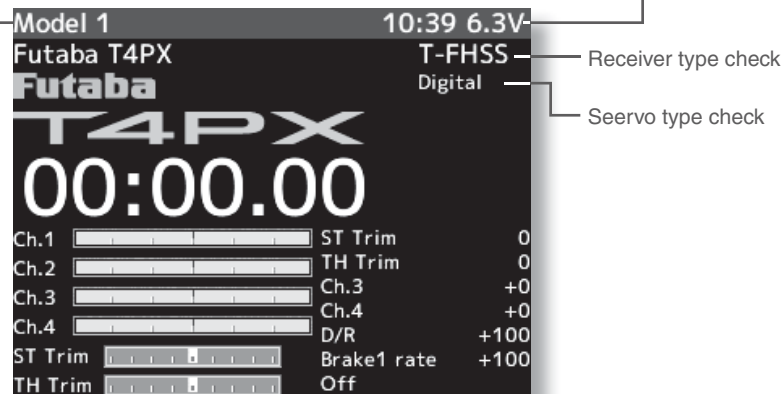 Model 1 10:39 6.3V
Futaba T4PX T-FHSS Receiver type check
Futaba Digital
Seervo type check
T4PX
00:00.00
Ch.1 ST Trim 0
Ch.2 TH Trim 0
Ch.3 Ch.3 +0
Ch.4 Ch.4 +0
D/R +100
ST Trim Brake1 rate +100
TH Trim Off